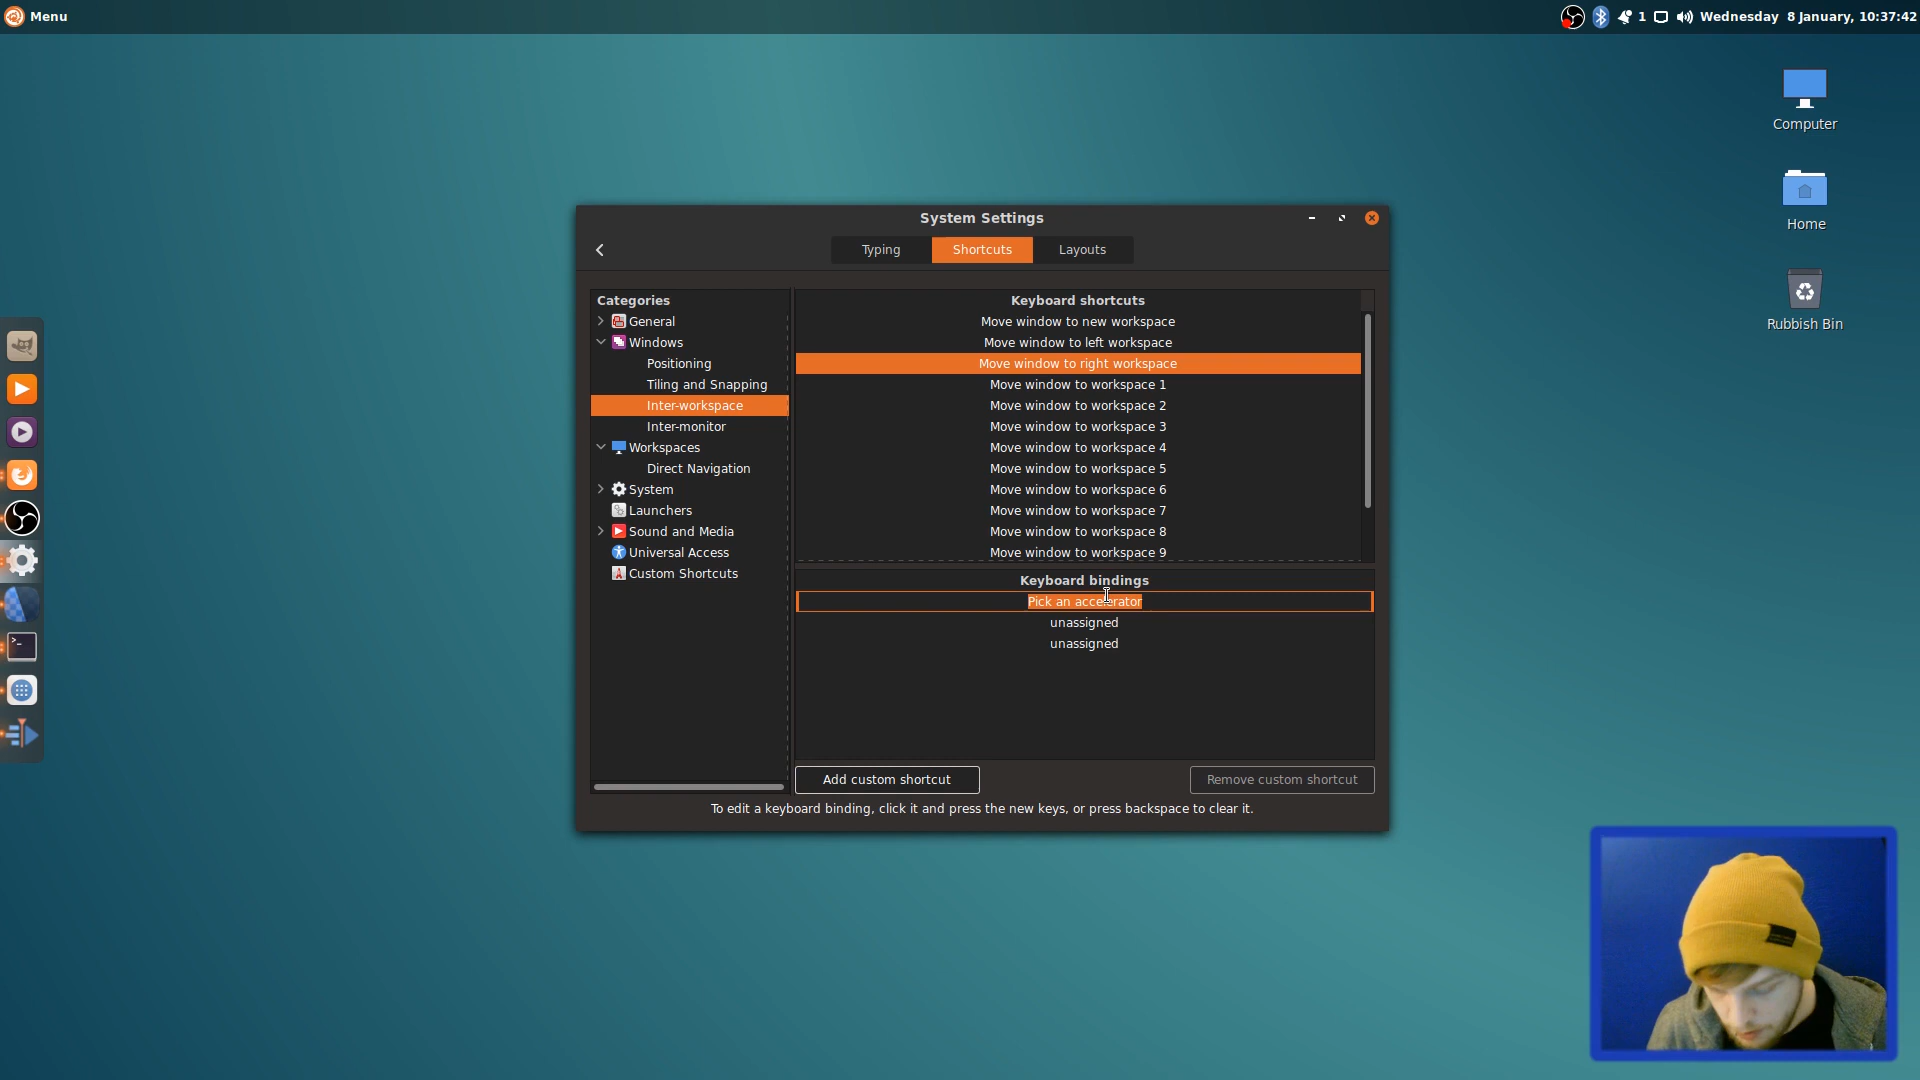 Menu
1
Wednesday  8 January, 10:37:42
Computer
Home
Rubbish Bin
System Settings
Typing
Shortcuts
Layouts
Categories
General
Windows
Positioning
Tiling and Snapping
Inter-workspace
Inter-monitor
Workspaces
Direct Navigation
System
Launchers
Sound and Media
Universal Access
Custom Shortcuts
Keyboard shortcuts
Move window to new workspace
Move window to left workspace
Move window to right workspace
Move window to workspace 1
Move window to workspace 2
Move window to workspace 3
Move window to workspace 4
Move window to workspace 5
Move window to workspace 6
Move window to workspace 7
Move window to workspace 8
Move window to workspace 9
Keyboard bindings
Pick an accelerator
unassigned
unassigned
Add custom shortcut
Remove custom shortcut
To edit a keyboard binding, click it and press the new keys, or press backspace to clear it.